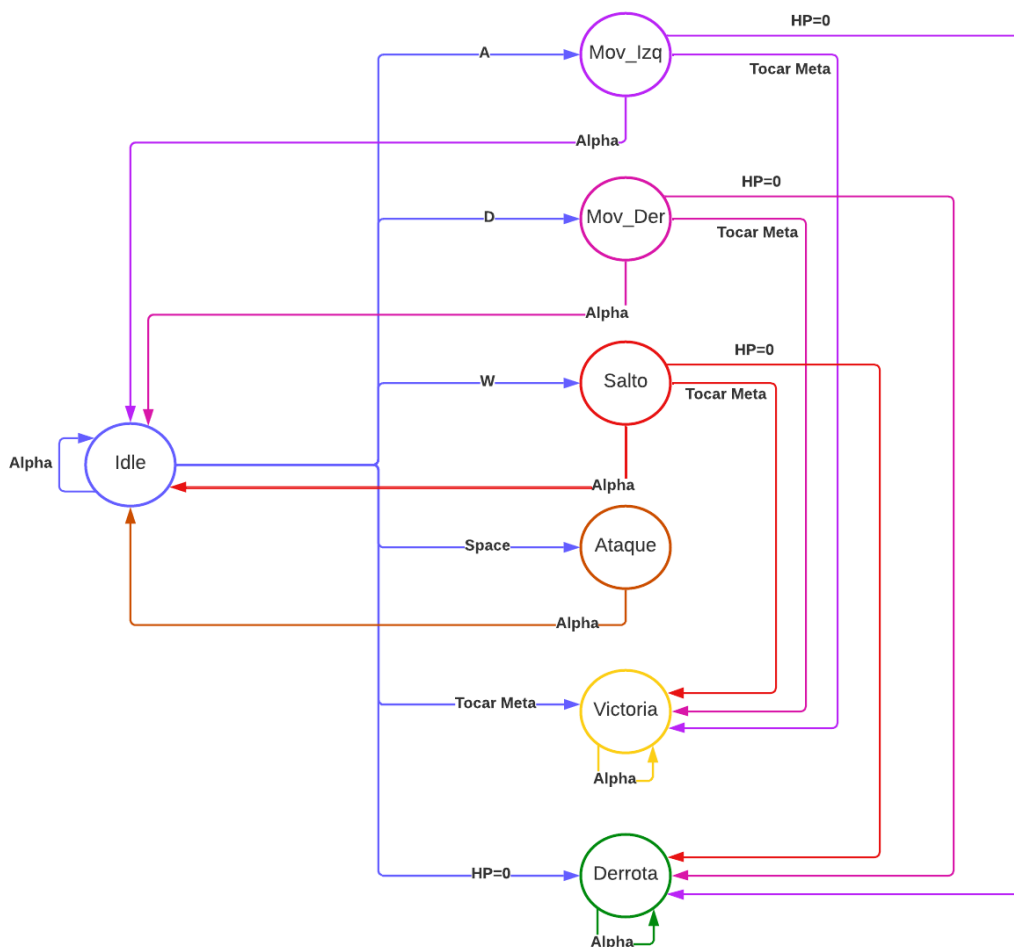 HP=0
A
Mov_Izq
Tocar Meta
Alpha
HP=0
D
Mov_Der
Tocar Meta
Alpha
HP=0
W
Salto
Tocar Meta
Alpha
Idle
Alpha
Space
Ataque
Alpha
Tocar Meta
Victoria
Alpha
HP=0
Derrota
Alpha